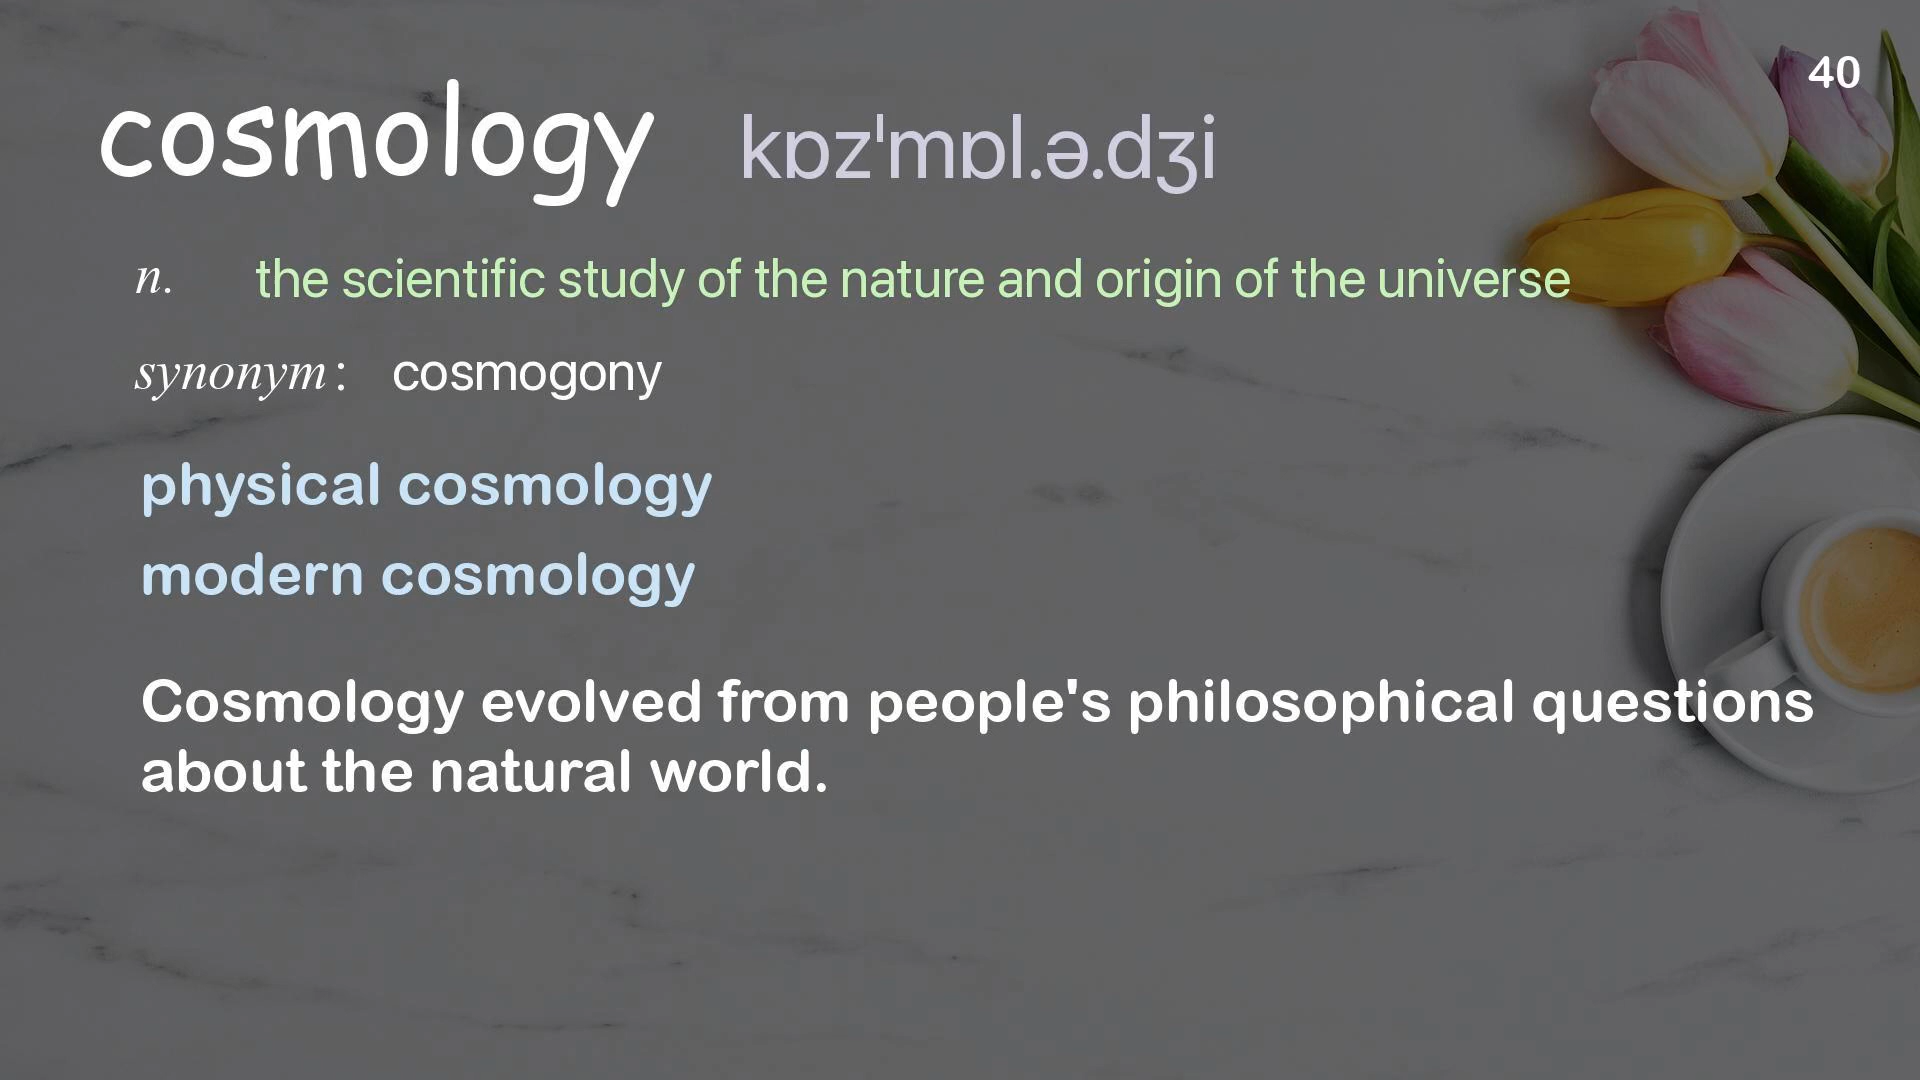 40
cosmology kɒzˈmɒl.ə.dʒi
n. the scientific study of the nature and origin of the universe
synonym: cosmogony
physical cosmology
modern cosmology
Cosmology evolved from people's philosophical questions
about the natural world.